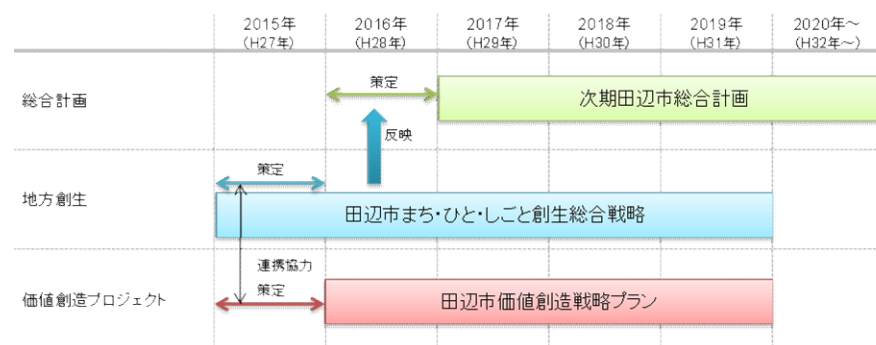 2015年 2016年 2017年 2018年 2019年 2020年～
(H27年) (H28年) (H29年) (H30年) (H31年) (H32年～)
策定
総合計画
次期田辺市総合計画
反映
策定
地方創生
田辺市まち・ひと・しごと創生総合戦略
連携協力
価値創造プロジェクト
策定
田辺市価値創造戦略プラン